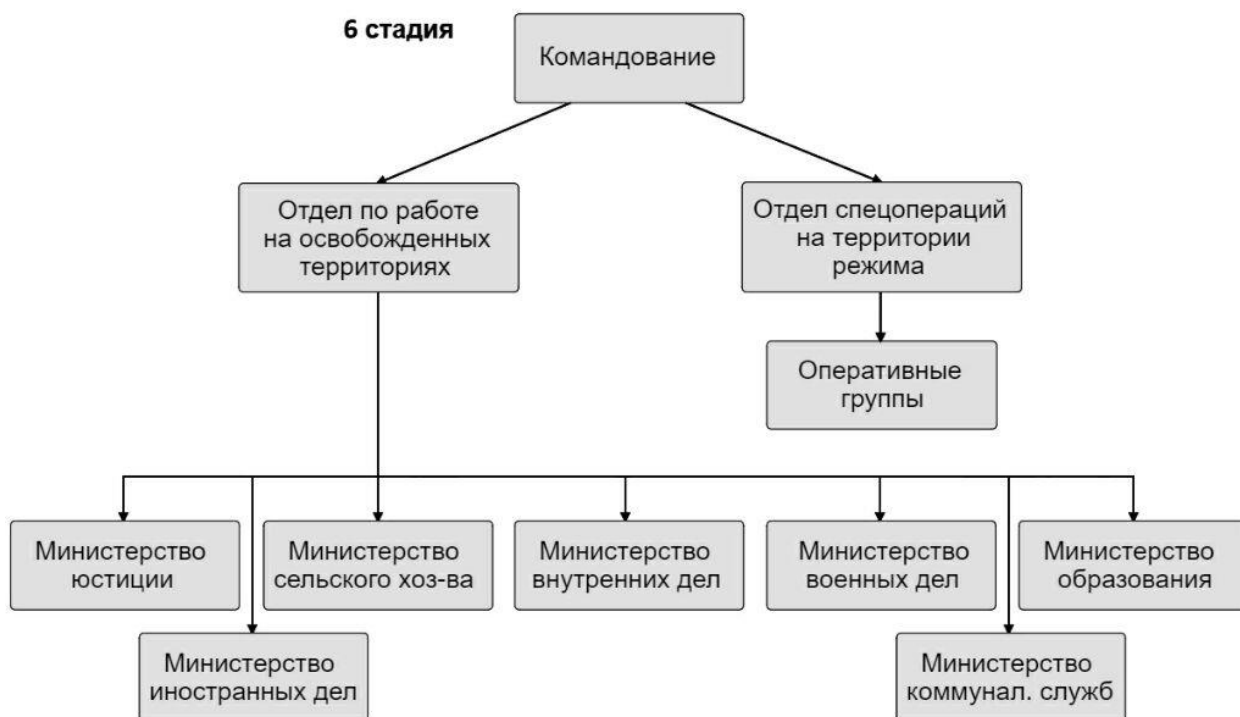 6 стадия
Командование
Отдел по работе
на освобожденных
территориях
Отдел спецопераций
на территории
режима
Оперативные
группы
Министерство
юстиции
Министерство
сельского хоз-ва
Министерство
внутренних дел
Министерство
военных дел
Министерство
образования
Министерство
иностранных дел
Министерство
коммунал. служб